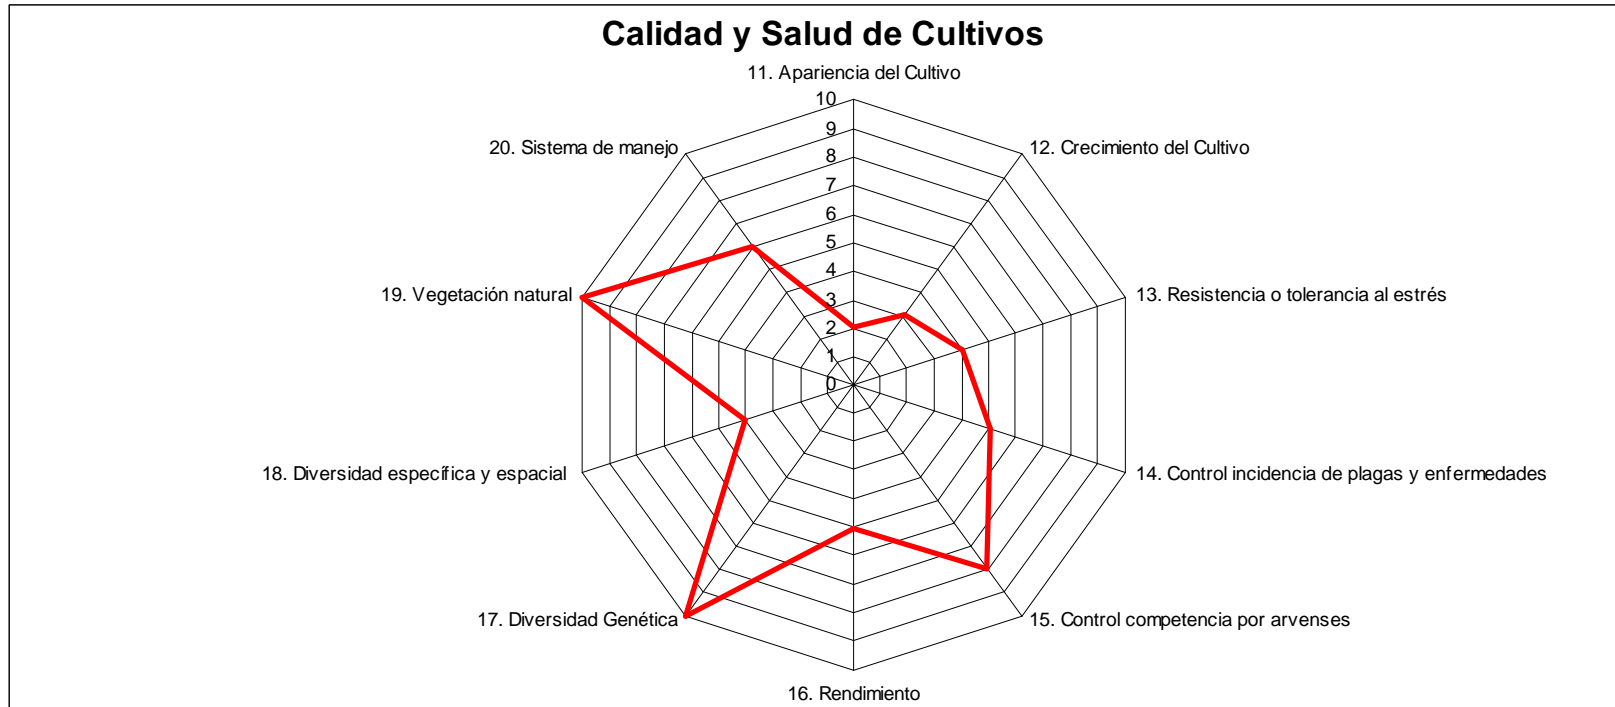 Calidad y Salud de Cultivos
11. Apariencia del Cultivo
10
9
8
7
6
5
4
3
2
1
0
12. Crecimiento del Cultivo
13. Resistencia o tolerancia al estrés
14. Control incidencia de plagas y enfermedades
15. Control competencia por arvenses
16. Rendimiento
17. Diversidad Genética
18. Diversidad específica y espacial
19. Vegetación natural
20. Sistema de manejo